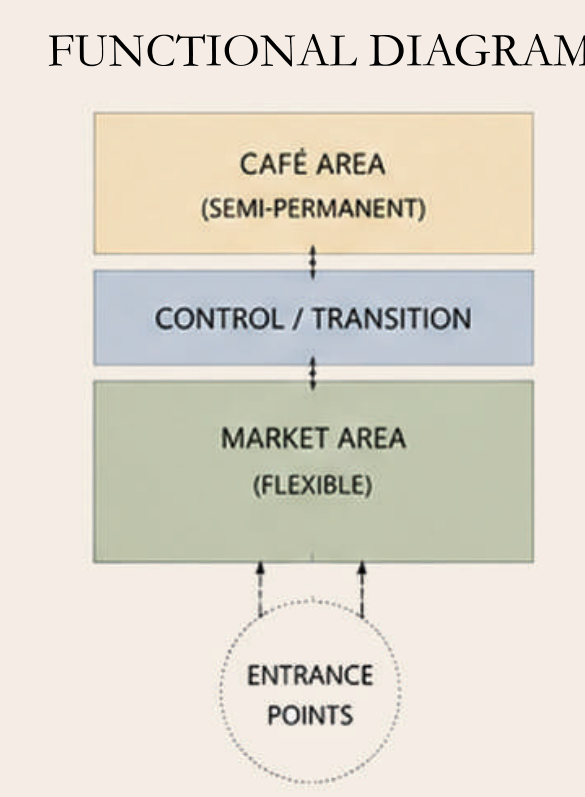 FUNCTIONAL DIAGRAM
CAFÉ AREA
(SEMI-PERMANENT)
CONTROL / TRANSITION
MARKET AREA
(FLEXIBLE)
ENTRANCE
POINTS